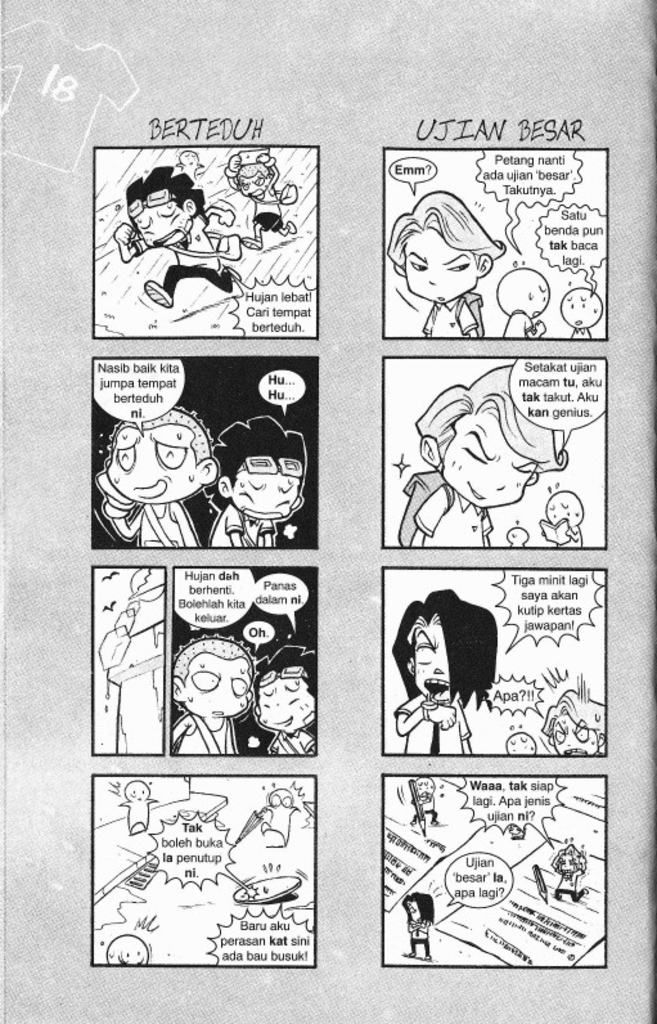 18
BERTEDUH
Hujan lebat!
Cari tempat
berteduh.
Nasib baik kita
jumpa tempat
berteduh
ni.
Hu...
Hu...
Hujan dah
berhenti.
Bolehlah kita
keluar.
Panas
dalam ni.
Oh.
Tak
boleh buka
la penutup
ni.
Baru aku
perasan kat sini
ada bau busuk!
UJIAN BESAR
Emm?
Petang nanti
ada ujian 'besar'.
Takutnya.
Satu
benda pun
tak baca
lagi.
Setakat ujian
macam tu, aku
tak takut. Aku
kan genius.
Tiga minit lagi
saya akan
kutip kertas
jawapan!
Apa?!!
Waaa, tak siap
lagi. Apa jenis
ujian ni?
Ujian
'besar' la,
apa lagi?